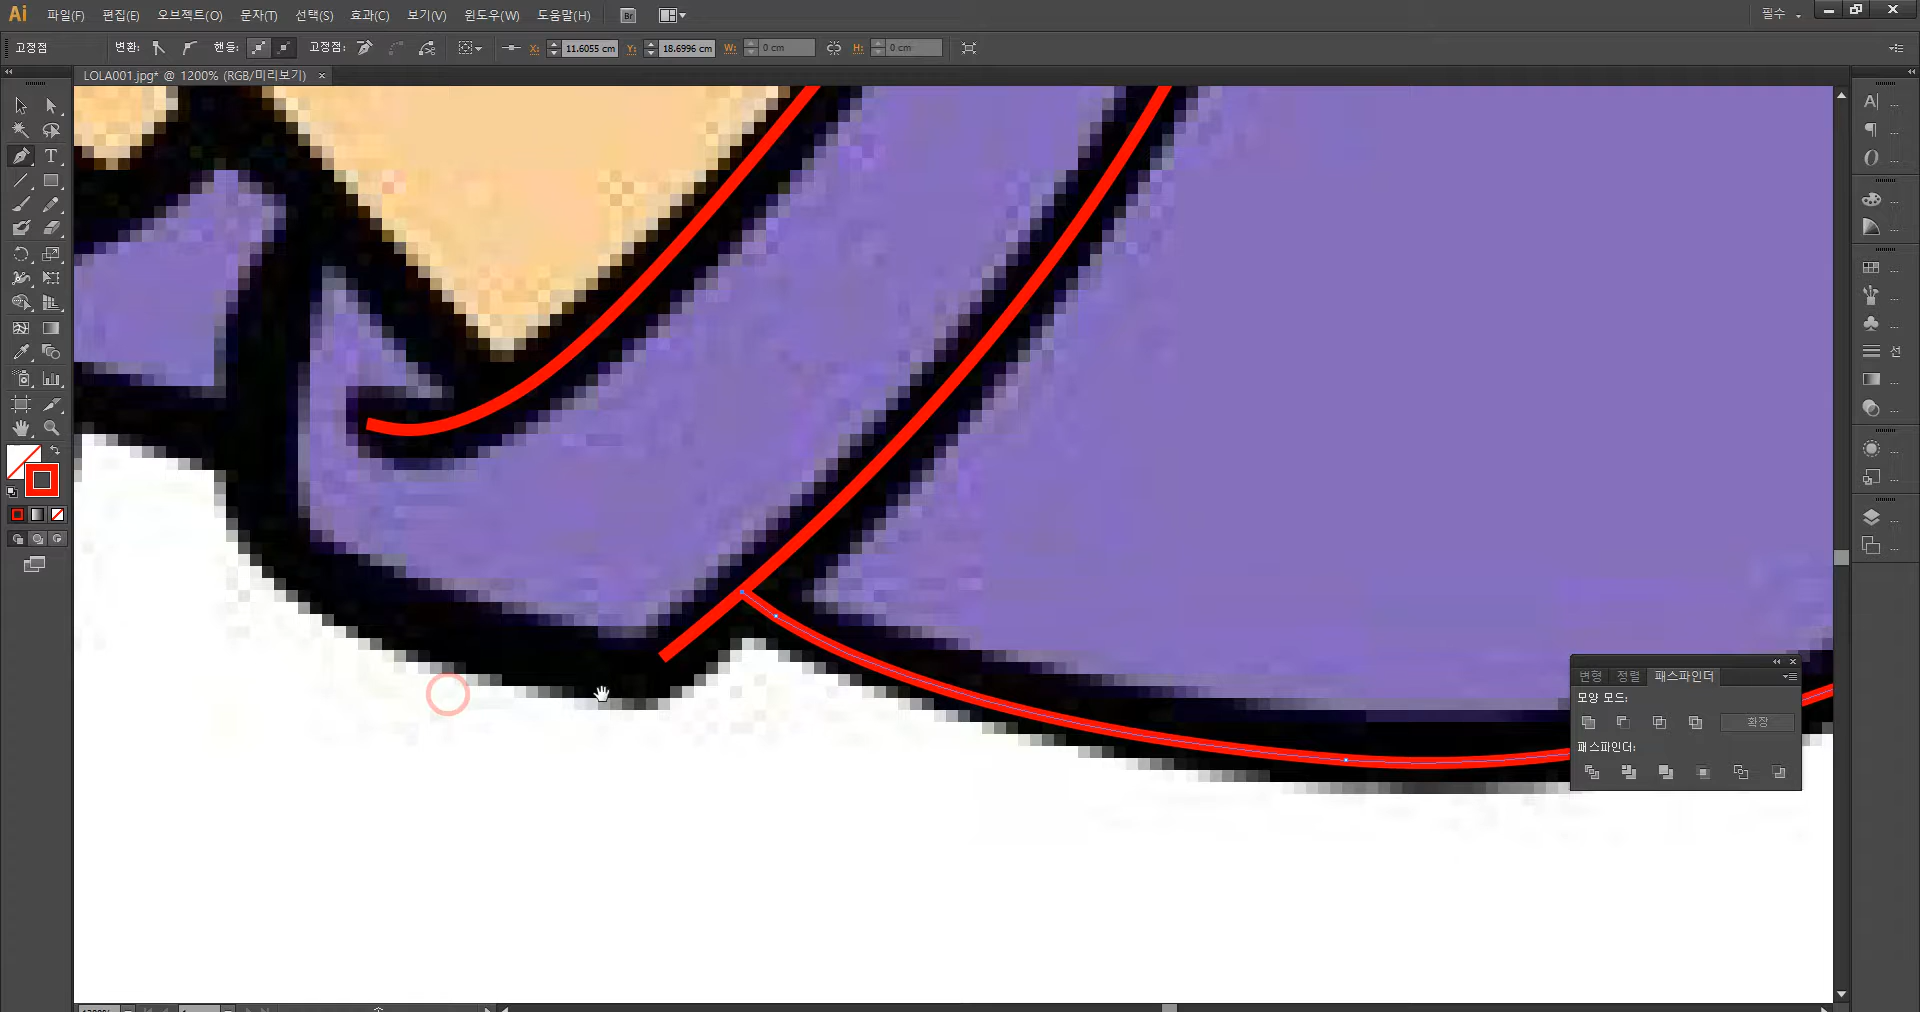 Ai 파일(F) 편집(E) 오브젝트(O) 문자(T) 선택(S) 효과(C) 보기(V) 윈도우(W) 도움말(H) Br 필수
고정점 변환: 핸들: 고정점: X: 11.6055 cm Y: 18.6996 cm W: 0 cm H: 0 cm
LOLA001.jpg* @ 1200% (RGB/미리보기)
선
변형 정렬 패스파인더
모양 모드:
확장
패스파인더: